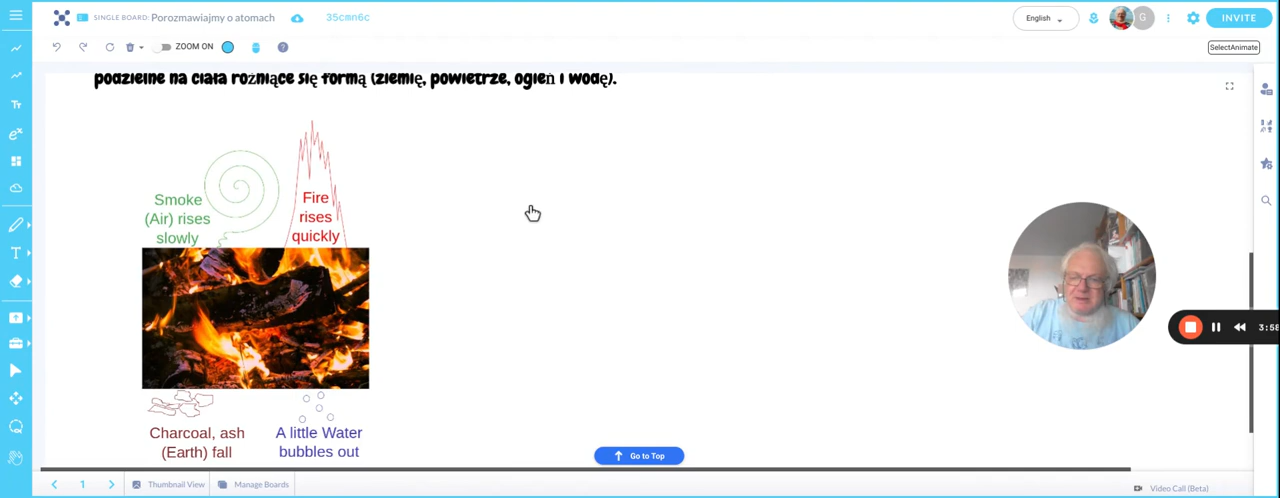 SINGLE BOARD: Porozmawiajmy o atomach
35cmn6c
English
G
INVITE
ZOOM ON
SelectAnimate
podzielne na ciała różniące się formą (ziemię, powietrze, ogień i wodę).
Smoke
(Air) rises
slowly
Fire
rises
quickly
Charcoal, ash
(Earth) fall
A little Water
bubbles out
3:58
Go to Top
1
Thumbnail View
Manage Boards
Video Call (Beta)